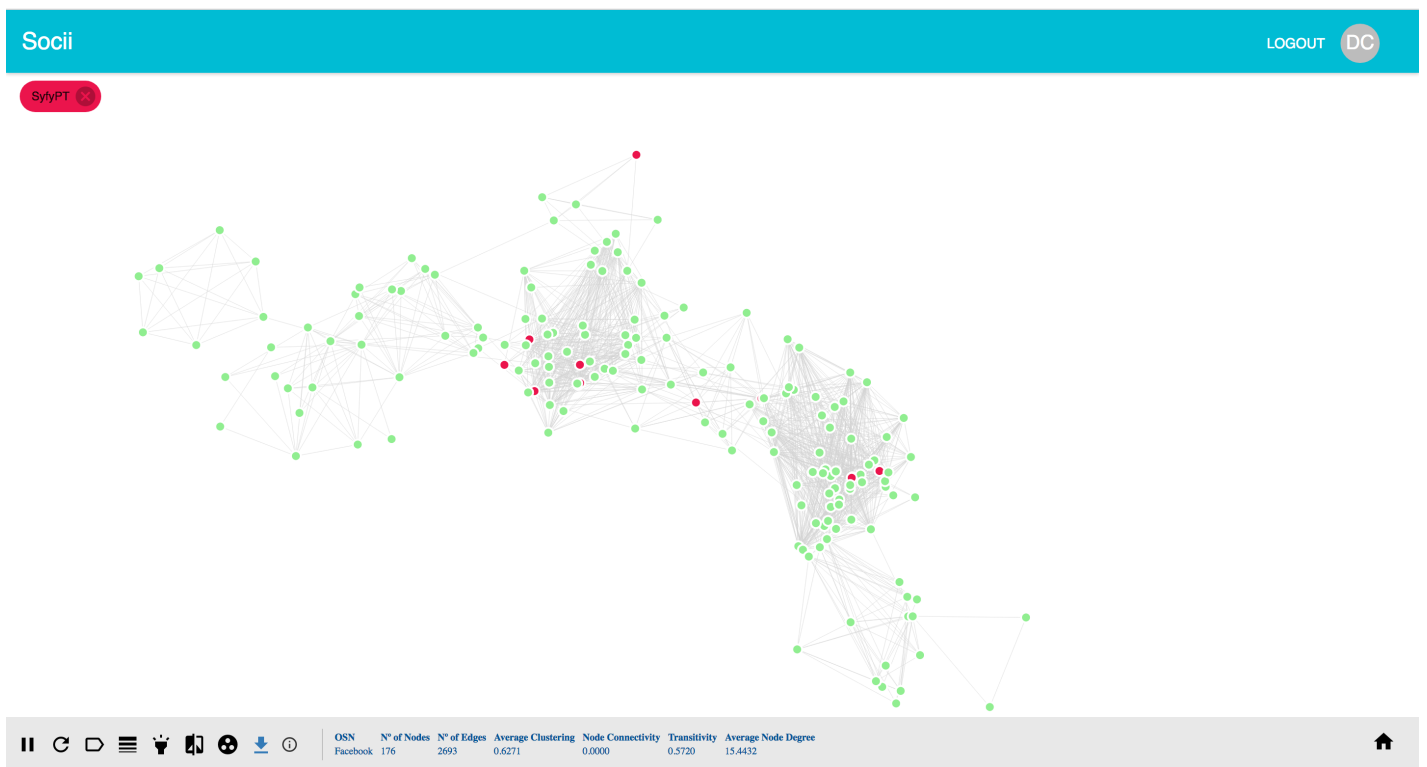 Socii
LOGOUT DC
SyfyPT
OSN Nº of Nodes Nº of Edges Average Clustering Node Connectivity Transitivity Average Node Degree
Facebook 176 2693 0.6271 0.0000 0.5720 15.4432